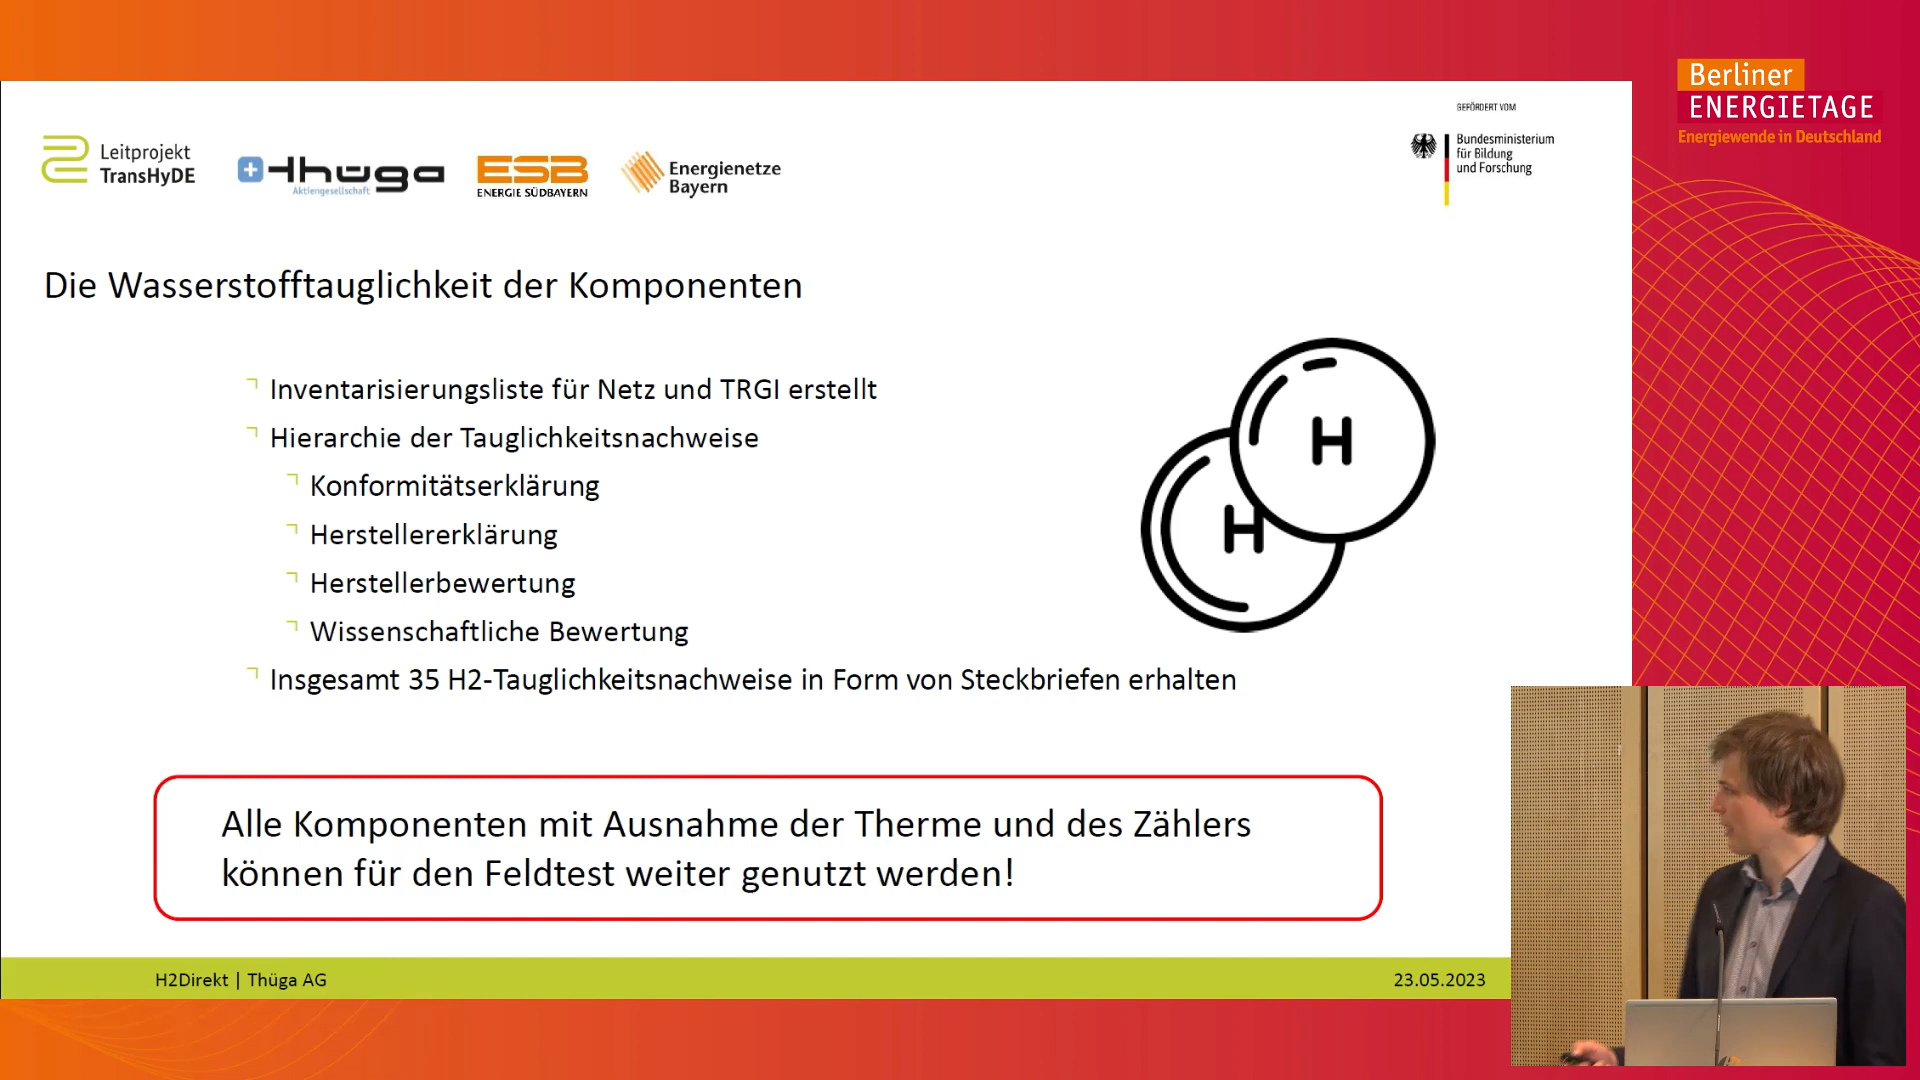 Berliner
ENERGIETAGE
Energiewende in Deutschland
GEFÖRDERT VOM
Bundesministerium
für Bildung
und Forschung
Leitprojekt
TransHyDE
thüga
Aktiengesellschaft
ESB
ENERGIE SÜDBAYERN
Energienetze
Bayern
Die Wasserstofftauglichkeit der Komponenten
Inventarisierungsliste für Netz und TRGI erstellt
Hierarchie der Tauglichkeitsnachweise
Konformitätserklärung
Herstellererklärung
Herstellerbewertung
Wissenschaftliche Bewertung
Insgesamt 35 H2-Tauglichkeitsnachweise in Form von Steckbriefen erhalten
H
H
Alle Komponenten mit Ausnahme der Therme und des Zählers
können für den Feldtest weiter genutzt werden!
H2Direkt | Thüga AG
23.05.2023